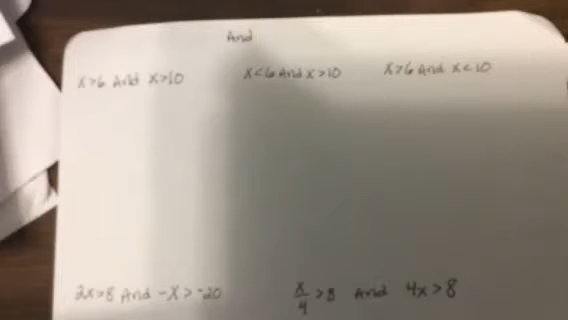 And
x>6 And x>10 x<6 And x>10 x>6 And x<10
2x>8 And -x>-20 x/4 >8 And 4x>8